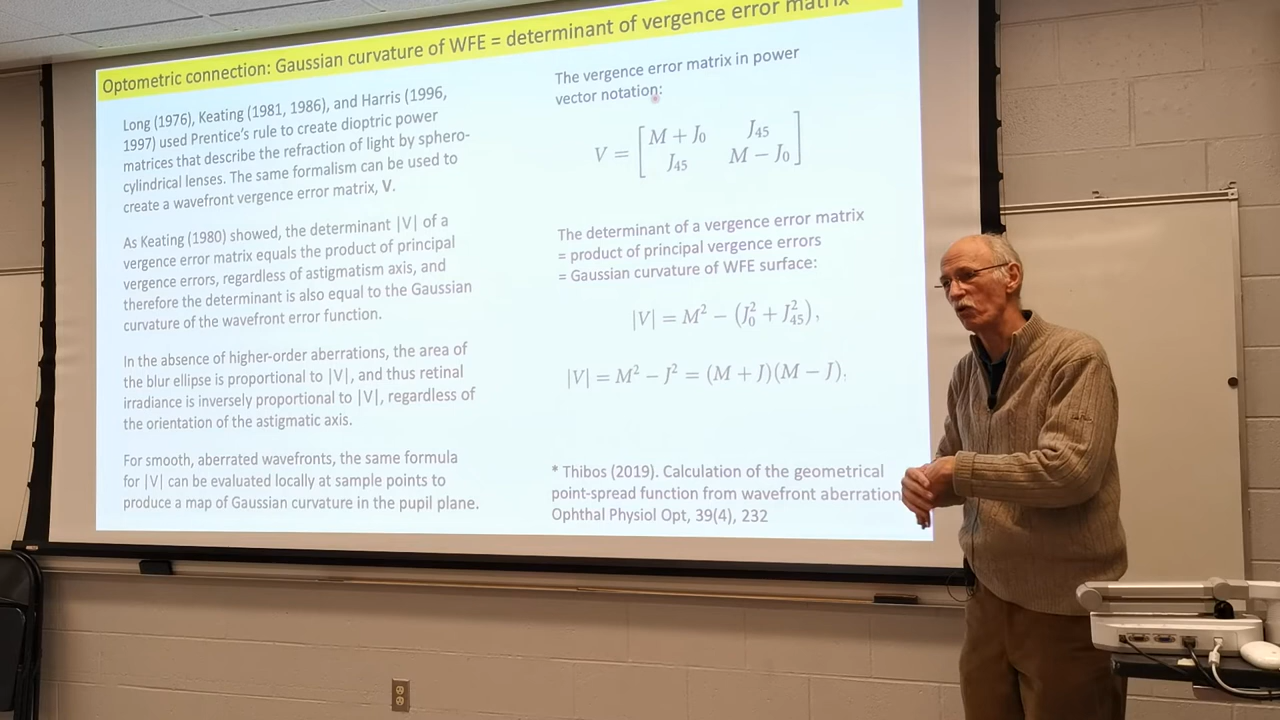 Optometric connection: Gaussian curvature of WFE = determinant of vergence error matrix
Long (1976), Keating (1981, 1986), and Harris (1996,
1997) used Prentice's rule to create dioptric power
matrices that describe the refraction of light by sphero-
cylindrical lenses. The same formalism can be used to
create a wavefront vergence error matrix, V.
As Keating (1980) showed, the determinant |V| of a
vergence error matrix equals the product of principal
vergence errors, regardless of astigmatism axis, and
therefore the determinant is also equal to the Gaussian
curvature of the wavefront error function.
In the absence of higher-order aberrations, the area of
the blur ellipse is proportional to |V|, and thus retinal
irradiance is inversely proportional to |V|, regardless of
the orientation of the astigmatic axis.
For smooth, aberrated wavefronts, the same formula
for |V| can be evaluated locally at sample points to
produce a map of Gaussian curvature in the pupil plane.
The vergence error matrix in power
vector notation:
V = [M + J₀ J₄₅
J₄₅ M − J₀]
The determinant of a vergence error matrix
= product of principal vergence errors
= Gaussian curvature of WFE surface:
|V| = M² − (J₀² + J₄₅²),
|V| = M² − J² = (M + J)(M − J).
* Thibos (2019). Calculation of the geometrical
point-spread function from wavefront aberration
Ophthal Physiol Opt, 39(4), 232